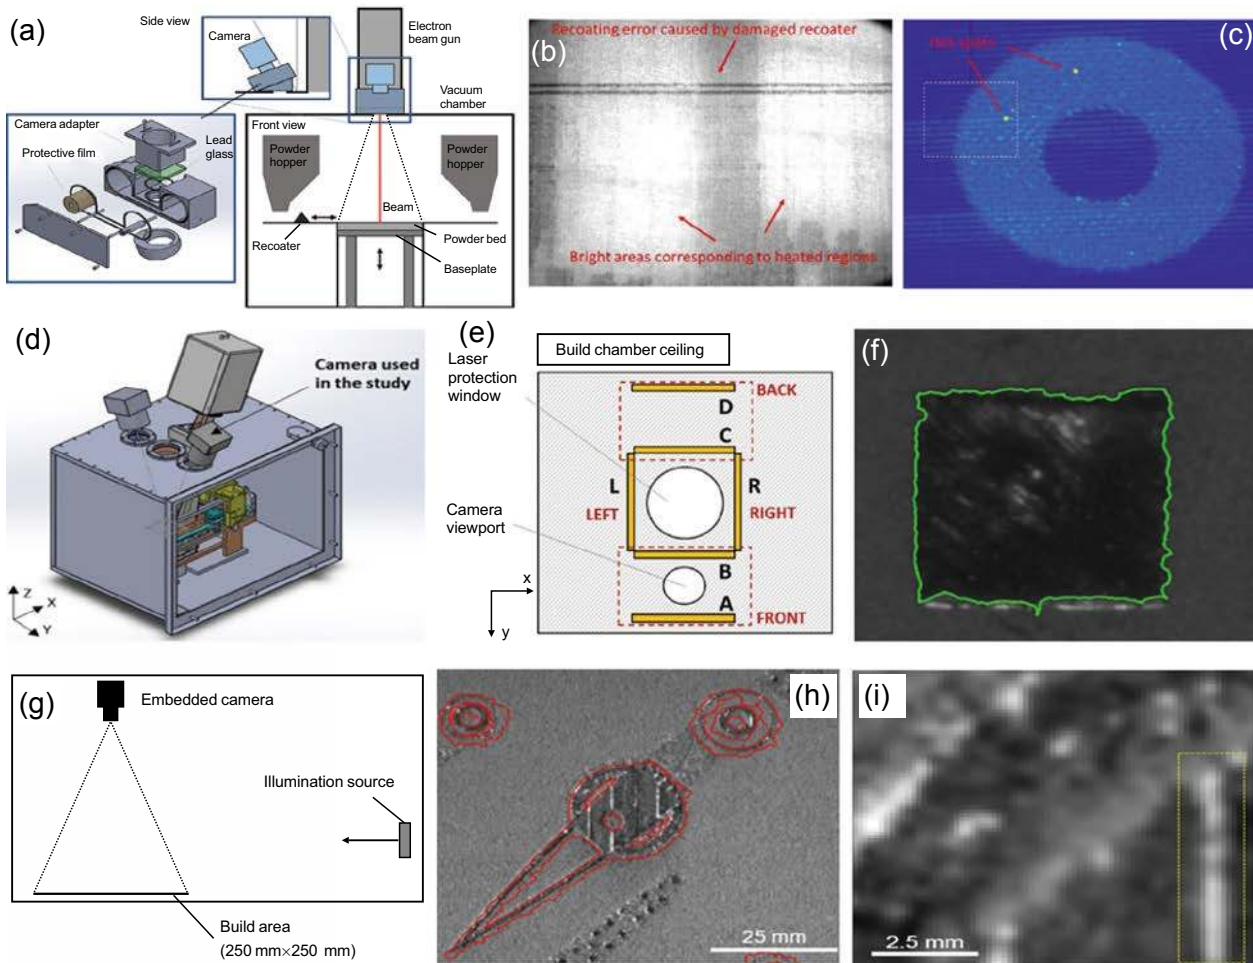 (a)
Side view
Camera
Electron
beam gun
Vacuum
chamber
Camera adapter
Lead
glass
Protective film
Front view
Powder
hopper
Powder
hopper
Beam
Recoater
Powder bed
Baseplate
(b)
Recoating error caused by damaged recoater
Bright areas corresponding to heated regions
(c)
Hot spots
(d)
Camera used
in the study
Z
X
Y
(e)
Build chamber ceiling
Laser
protection
window
BACK
D
C
L
R
LEFT
RIGHT
Camera
viewport
B
A
FRONT
x
y
(f)
(g)
Embedded camera
Illumination source
Build area
(250 mm×250 mm)
(h)
25 mm
(i)
2.5 mm